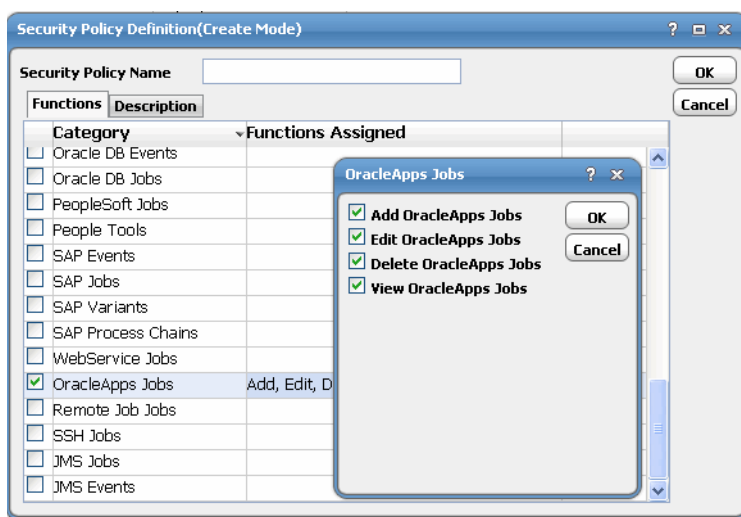 Security Policy Definition(Create Mode)
Security Policy Name
OK
Cancel
Functions
Description
Category
Functions Assigned
Oracle DB Events
Oracle DB Jobs
PeopleSoft Jobs
People Tools
SAP Events
SAP Jobs
SAP Variants
SAP Process Chains
WebService Jobs
OracleApps Jobs
Add, Edit, D
Remote Job Jobs
SSH Jobs
JMS Jobs
JMS Events
OracleApps Jobs
Add OracleApps Jobs
Edit OracleApps Jobs
Delete OracleApps Jobs
View OracleApps Jobs
OK
Cancel